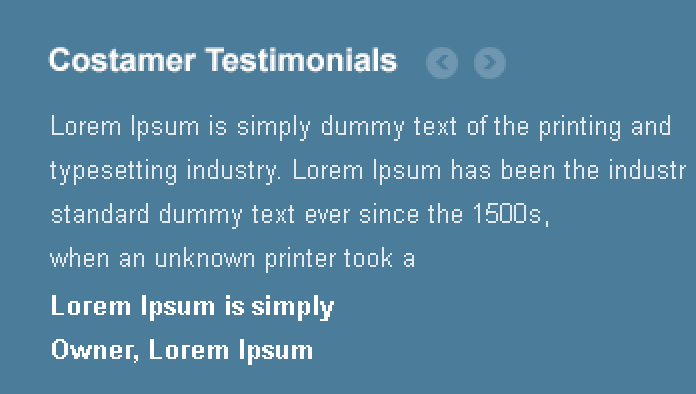 Costamer Testimonials
Lorem Ipsum is simply dummy text of the printing and
typesetting industry. Lorem Ipsum has been the industr
standard dummy text ever since the 1500s,
when an unknown printer took a
Lorem Ipsum is simply
Owner, Lorem Ipsum